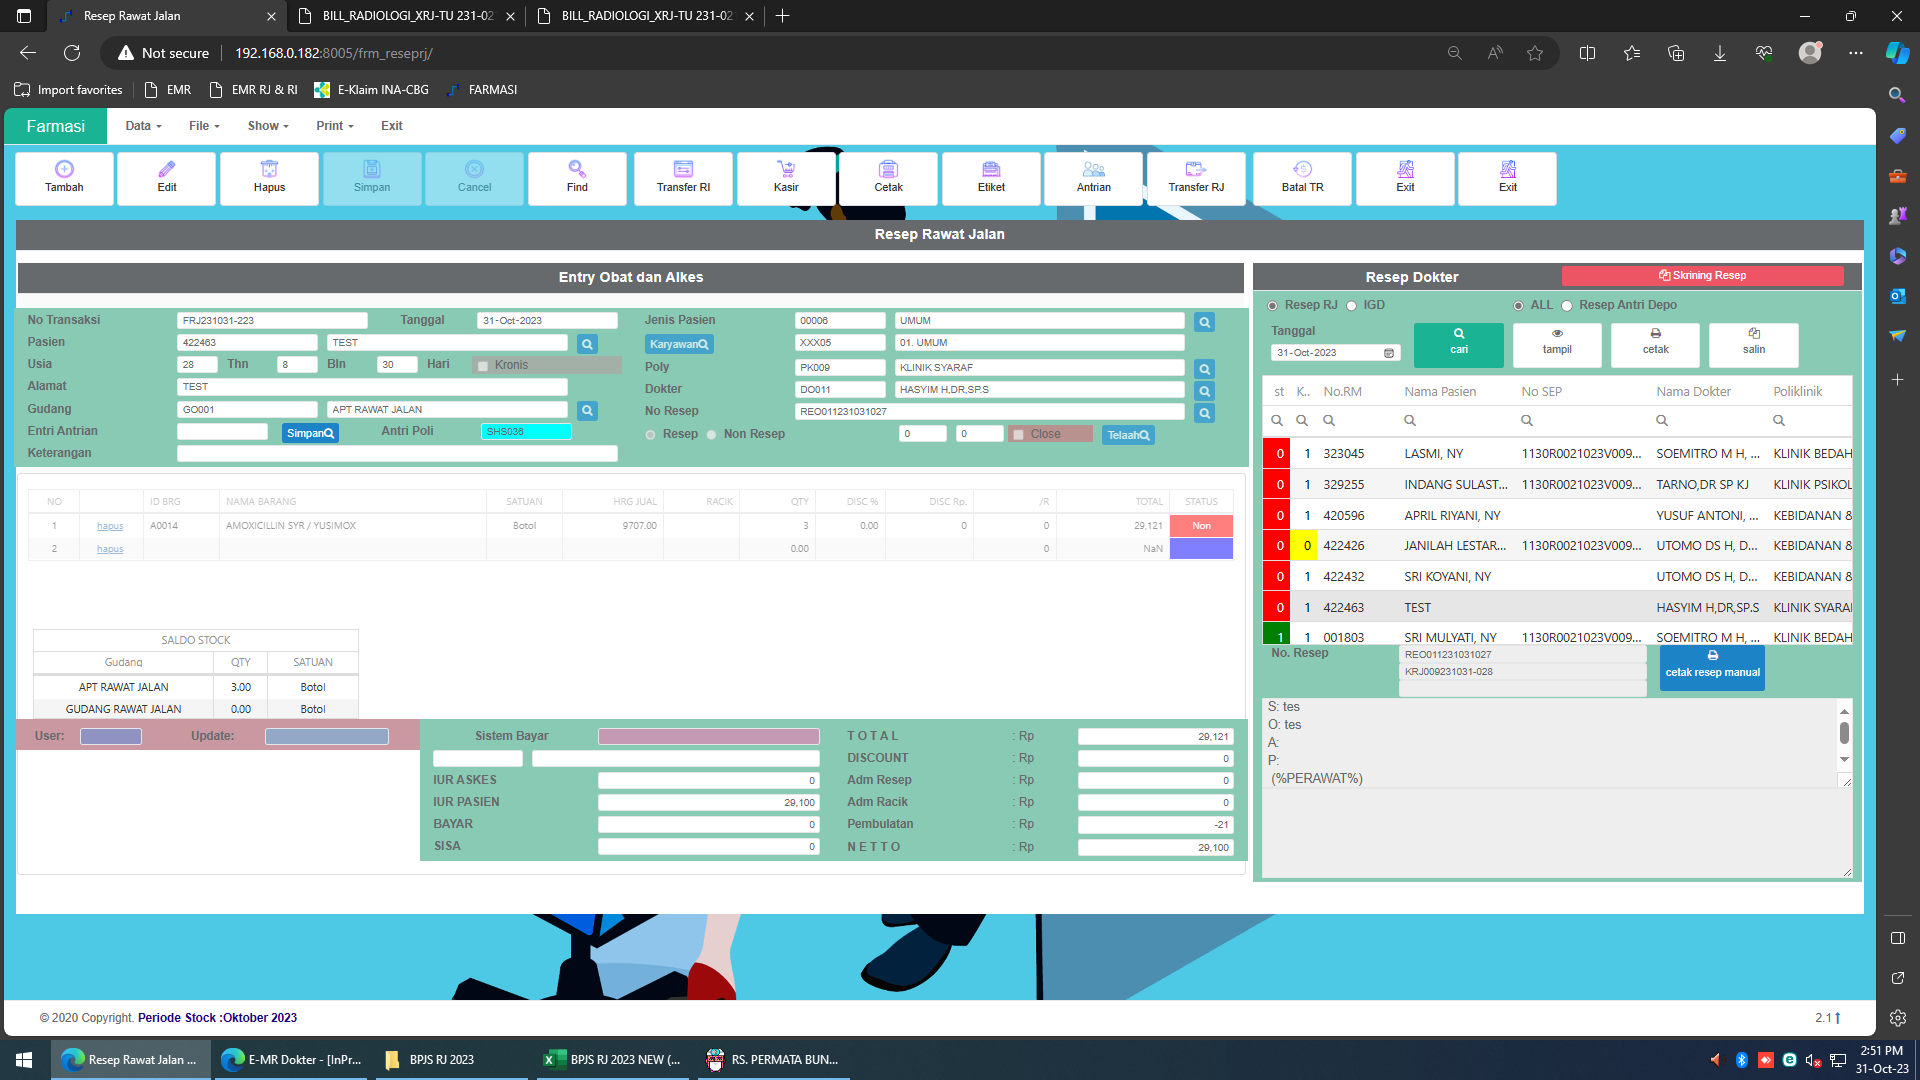 Resep Rawat Jalan
BILL_RADIOLOGI_XRJ-TU 231-02
BILL_RADIOLOGI_XRJ-TU 231-02
Not secure
192.168.0.182:8005/frm_reseprj/
Import favorites
EMR
EMR RJ & RI
E-Klaim INA-CBG
FARMASI
Farmasi
Data
File
Show
Print
Exit
Tambah
Edit
Hapus
Simpan
Cancel
Find
Transfer RI
Kasir
Cetak
Etiket
Antrian
Transfer RJ
Batal TR
Exit
Exit
Resep Rawat Jalan
Entry Obat dan Alkes
No Transaksi FRJ231031-223 Tanggal 31-Oct-2023
Pasien 422463 TEST
Usia 28 Thn 8 Bln 30 Hari Kronis
Alamat TEST
Gudang GO001 APT RAWAT JALAN
Entri Antrian Simpan Antri Poli SHS036
Keterangan
Jenis Pasien 00006 UMUM
Karyawan XXX05 01. UMUM
Poly PK009 KLINIK SYARAF
Dokter DO011 HASYIM H,DR,SP.S
No Resep REO011231031027
Resep Non Resep 0 0 Close Telaah
NO ID BRG NAMA BARANG SATUAN HRG JUAL RACIK QTY DISC % DISC Rp. /R TOTAL STATUS
1 hapus A0014 AMOXICILLIN SYR / YUSIMOX Botol 9707.00 3 0.00 0 0 29,121 Non
2 hapus 0.00 0 NaN
SALDO STOCK
Gudang QTY SATUAN
APT RAWAT JALAN 3.00 Botol
GUDANG RAWAT JALAN 0.00 Botol
User: Update:
Sistem Bayar
IUR ASKES 0
IUR PASIEN 29,100
BAYAR 0
SISA 0
T O T A L : Rp 29,121
DISCOUNT : Rp 0
Adm Resep : Rp 0
Adm Racik : Rp 0
Pembulatan : Rp -21
N E T T O : Rp 29,100
Resep Dokter
Skrining Resep
Resep RJ IGD ALL Resep Antri Depo
Tanggal
31-Oct-2023
cari
tampil
cetak
salin
st K.. No.RM Nama Pasien No SEP Nama Dokter Poliklinik
0 1 323045 LASMI, NY 1130R0021023V009... SOEMITRO M H, ... KLINIK BEDAH
0 1 329255 INDANG SULAST... 1130R0021023V009... TARNO,DR SP KJ KLINIK PSIKOL
0 1 420596 APRIL RIYANI, NY YUSUF ANTONI, ... KEBIDANAN &
0 0 422426 JANILAH LESTAR... 1130R0021023V009... UTOMO DS H, D... KEBIDANAN &
0 1 422432 SRI KOYANI, NY UTOMO DS H, D... KEBIDANAN &
0 1 422463 TEST HASYIM H,DR,SP.S KLINIK SYARAI
1 1 001803 SRI MULYATI, NY 1130R0021023V009... SOEMITRO M H, ... KLINIK BEDAH
No. Resep REO011231031027
KRJ009231031-028
cetak resep manual
S: tes
O: tes
A:
P:
(%PERAWAT%)
© 2020 Copyright. Periode Stock :Oktober 2023
2.1
Resep Rawat Jalan ...
E-MR Dokter - [InPr...
BPJS RJ 2023
BPJS RJ 2023 NEW (...
RS. PERMATA BUN...
2:51 PM
31-Oct-23